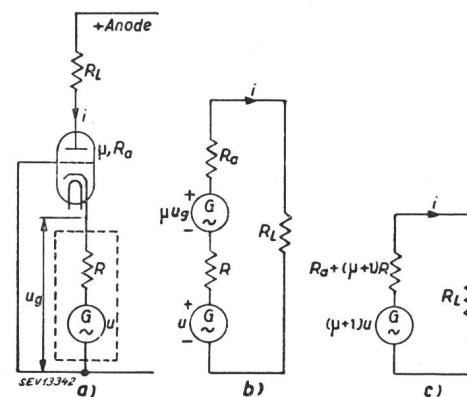 +Anode
R_L
i
μ, R_a
u_g
R
G
~
u
SEV13342
a)
i
R_a
+
G
~
μu_g
-
R_L
R
+
G
~
u
-
b)
i
R_a+(μ+1)R
R_L
G
~
(μ+1)u
c)